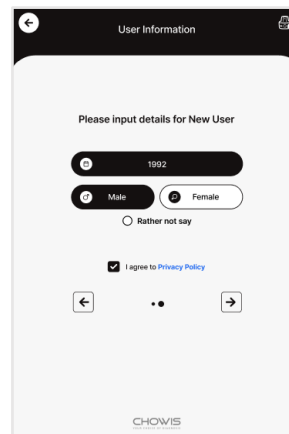 User Information
Please input details for New User
1992
Male
Female
Rather not say
I agree to Privacy Policy
CHOWIS